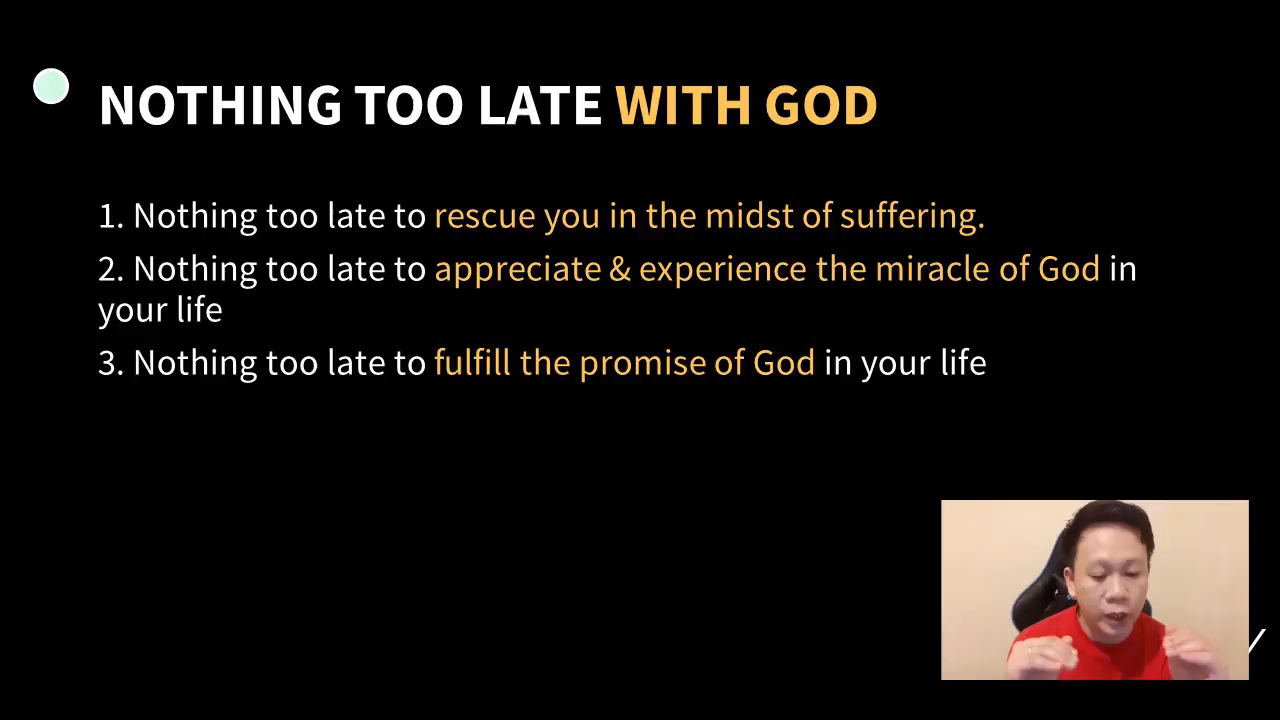 NOTHING TOO LATE WITH GOD
1. Nothing too late to rescue you in the midst of suffering.
2. Nothing too late to appreciate & experience the miracle of God in
your life
3. Nothing too late to fulfill the promise of God in your life